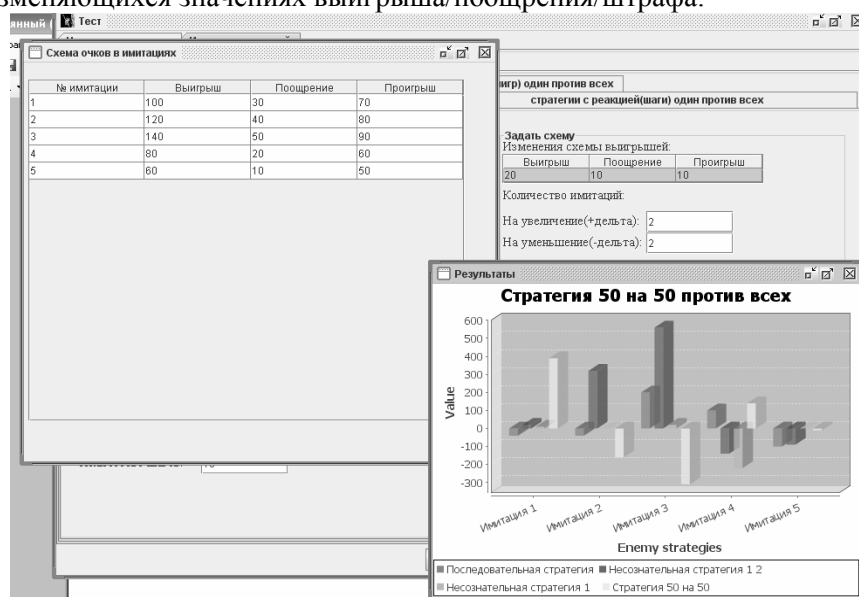 зменяющихся значениях выигрыша/поощрения/штрафа.
Тест
Схема очков в имитациях
№ имитации Выигрыш Поощрение Проигрыш
1 100 30 70
2 120 40 80
3 140 50 90
4 80 20 60
5 60 10 50
один против всех
стратегии с реакцией(шаги) один против всех
Задать схему
Изменения схемы выигрышей:
Выигрыш Поощрение Проигрыш
20 10 10
Количество имитаций:
На увеличение(+дельта): 2
На уменьшение(-дельта): 2
Результаты
Стратегия 50 на 50 против всех
600
500
400
300
200
100
0
-100
-200
-300
Value
Имитация 1 Имитация 2 Имитация 3 Имитация 4 Имитация 5
Enemy strategies
Последовательная стратегия Несознательная стратегия 1 2
Несознательная стратегия 1 Стратегия 50 на 50